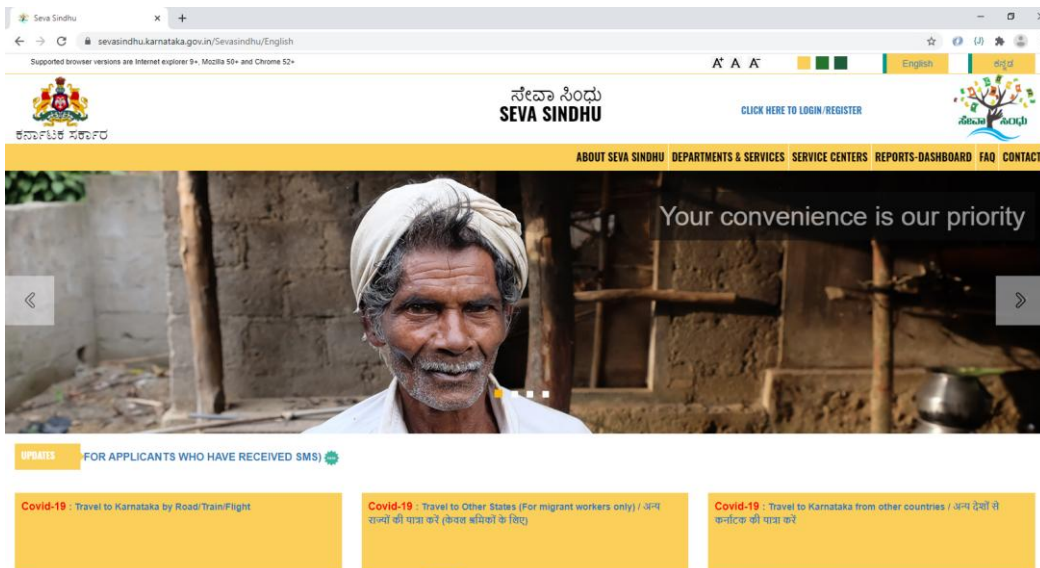 Seva Sindhu
sevasindhu.karnataka.gov.in/Sevasindhu/English
Supported browser versions are Internet explorer 9+, Mozilla 50+ and Chrome 52+
A+ A A-
English
ಕನ್ನಡ
ಕರ್ನಾಟಕ ಸರ್ಕಾರ
ಸೇವಾ ಸಿಂಧು
SEVA SINDHU
CLICK HERE TO LOGIN/REGISTER
ಸೇವಾ ಸಿಂಧು
ABOUT SEVA SINDHU DEPARTMENTS & SERVICES SERVICE CENTERS REPORTS-DASHBOARD FAQ CONTACT
Your convenience is our priority
UPDATES
FOR APPLICANTS WHO HAVE RECEIVED SMS)
Covid-19 : Travel to Karnataka by Road/Train/Flight
Covid-19 : Travel to Other States (For migrant workers only) / अन्य
राज्यों की यात्रा करें (केवल श्रमिकों के लिए)
Covid-19 : Travel to Karnataka from other countries / अन्य देशों से
कर्नाटक की यात्रा करें